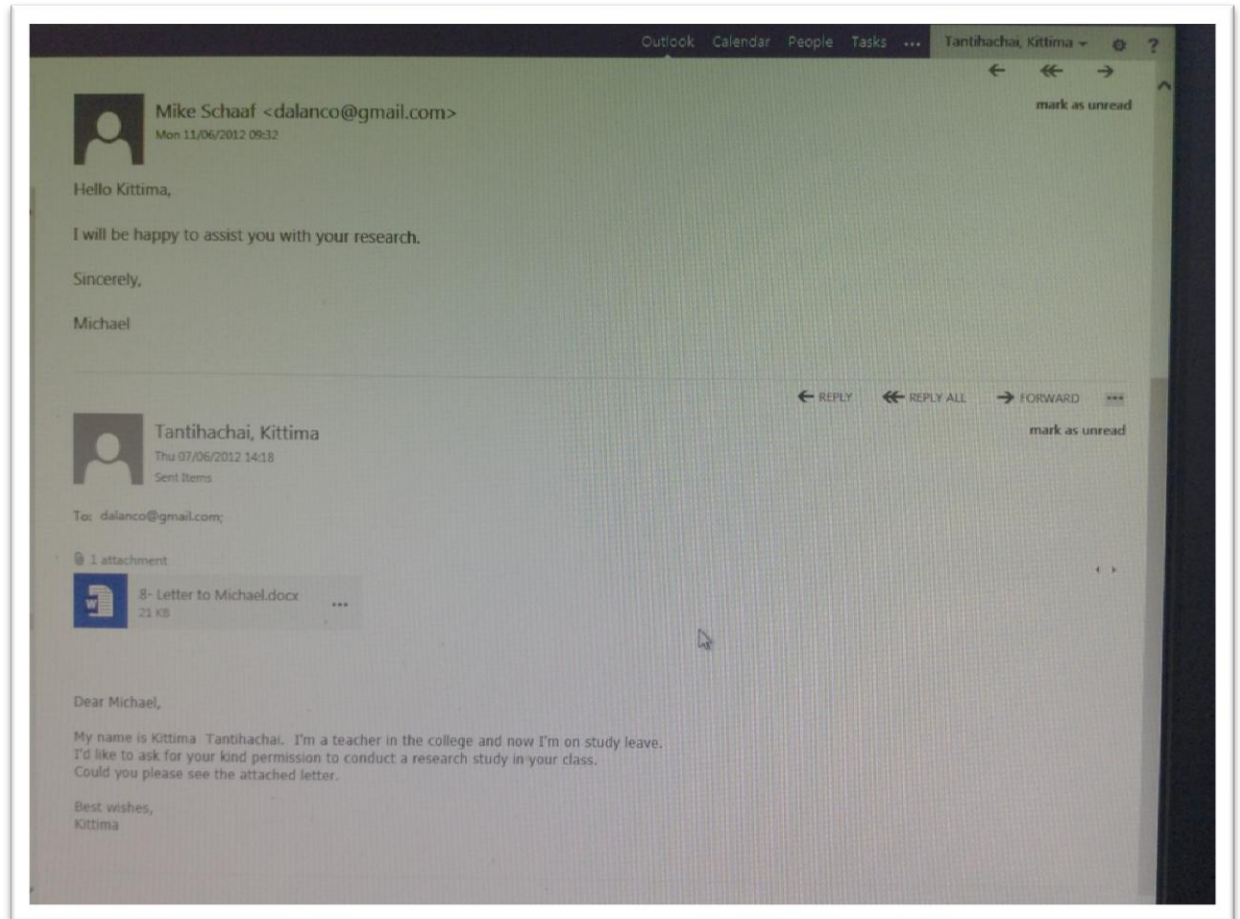 Outlook Calendar People Tasks ••• Tantihachai, Kittima ?
mark as unread
Mike Schaaf <dalanco@gmail.com>
Mon 11/06/2012 09:32
Hello Kittima,
I will be happy to assist you with your research.
Sincerely,
Michael
REPLY REPLY ALL FORWARD •••
mark as unread
Tantihachai, Kittima
Thu 07/06/2012 14:18
Sent Items
To: dalanco@gmail.com;
1 attachment
W
8- Letter to Michael.docx •••
21 KB
Dear Michael,
My name is Kittima Tantihachai. I'm a teacher in the college and now I'm on study leave.
I'd like to ask for your kind permission to conduct a research study in your class.
Could you please see the attached letter.
Best wishes,
Kittima